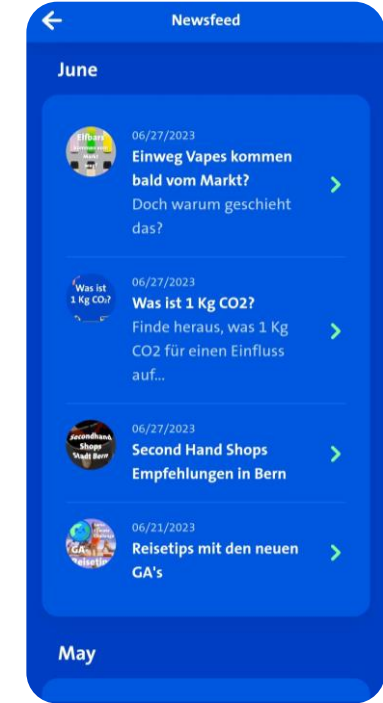 Newsfeed
June
Elfbars
06/27/2023
Einweg Vapes kommen
bald vom Markt?
Doch warum geschieht
das?
Was ist
1 Kg CO₂?
06/27/2023
Was ist 1 Kg CO2?
Finde heraus, was 1 Kg
CO2 für einen Einfluss
auf...
Secondhand
Shops
Stadt Bern
06/27/2023
Second Hand Shops
Empfehlungen in Bern
GA's
Reisetip
06/21/2023
Reisetips mit den neuen
GA's
May